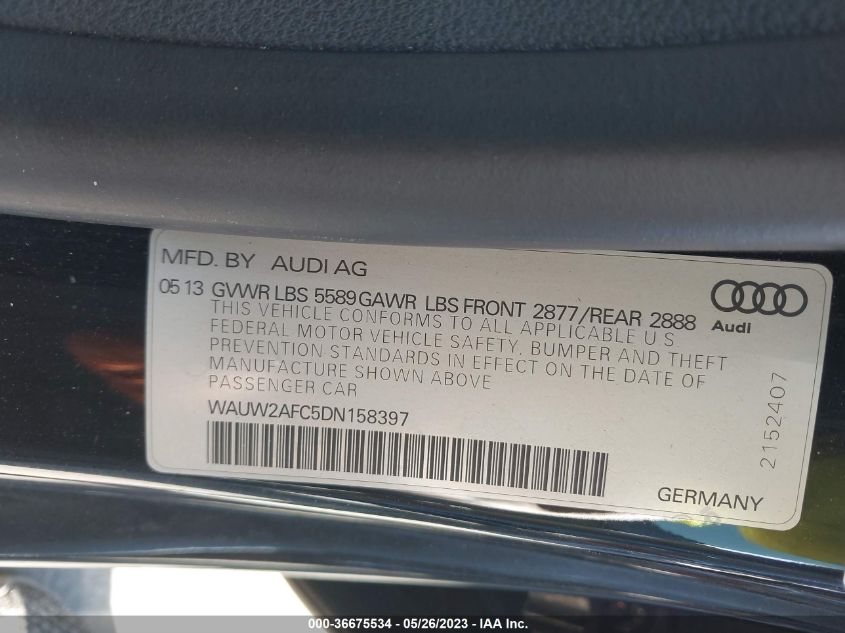 MFD. BY AUDI AG
05 13 GVWR LBS 5589 GAWR LBS FRONT 2877/REAR 2888
THIS VEHICLE CONFORMS TO ALL APPLICABLE U S
FEDERAL MOTOR VEHICLE SAFETY, BUMPER AND THEFT
PREVENTION STANDARDS IN EFFECT ON THE DATE OF
MANUFACTURE SHOWN ABOVE
PASSENGER CAR
WAUW2AFC5DN158397
Audi
2152407
GERMANY
000-36675534 - 05/26/2023 - IAA Inc.